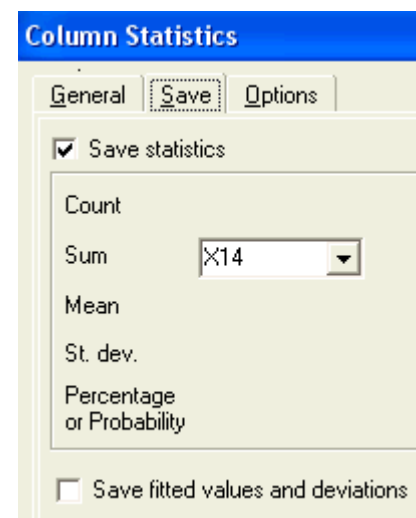 Column Statistics
General Save Options
Save statistics
Count
Sum X14
Mean
St. dev.
Percentage
or Probability
Save fitted values and deviations